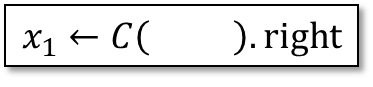 x₁ ← C(       ).right